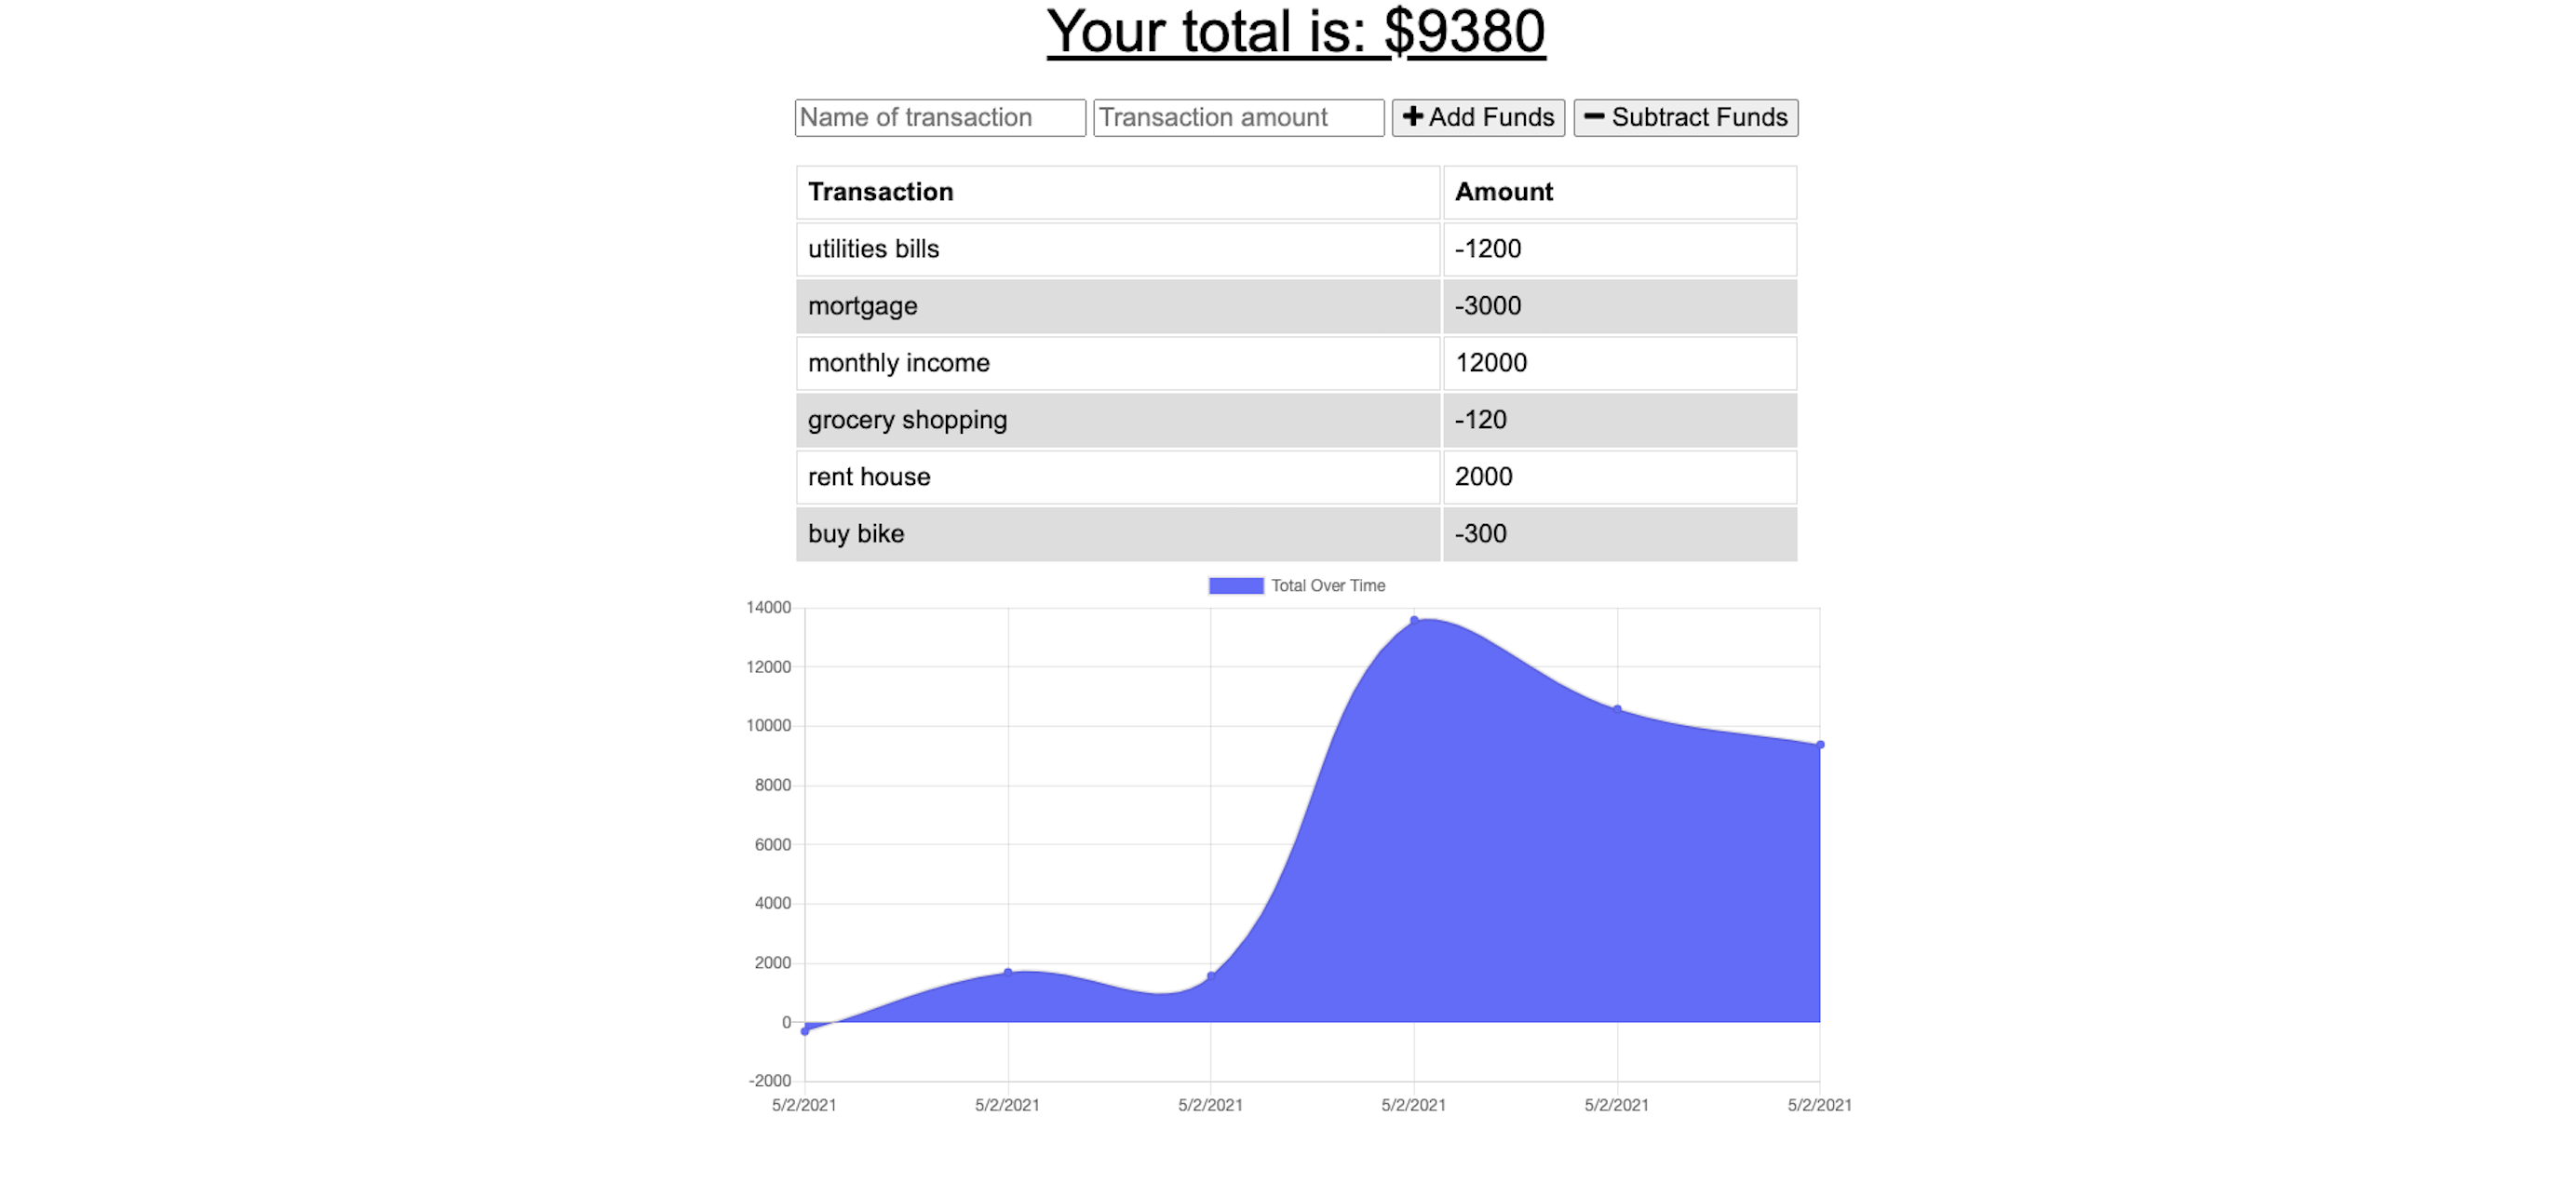 Your total is: $9380
Name of transaction Transaction amount + Add Funds − Subtract Funds
Transaction Amount
utilities bills -1200
mortgage -3000
monthly income 12000
grocery shopping -120
rent house 2000
buy bike -300
Total Over Time
14000
12000
10000
8000
6000
4000
2000
0
-2000
5/2/2021 5/2/2021 5/2/2021 5/2/2021 5/2/2021 5/2/2021